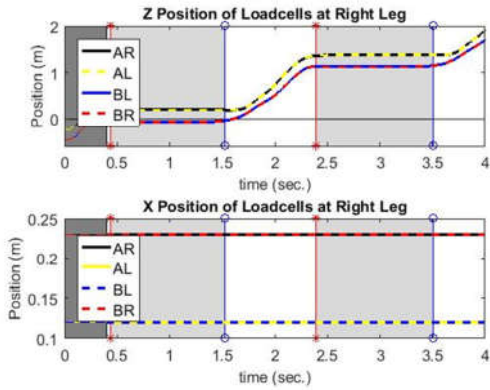 Z Position of Loadcells at Right Leg
Position (m)
2
1
0
AR
AL
BL
BR
0 0.5 1 1.5 2 2.5 3 3.5 4
time (sec.)
X Position of Loadcells at Right Leg
Position (m)
0.25
0.2
0.15
0.1
AR
AL
BL
BR
0 0.5 1 1.5 2 2.5 3 3.5 4
time (sec.)